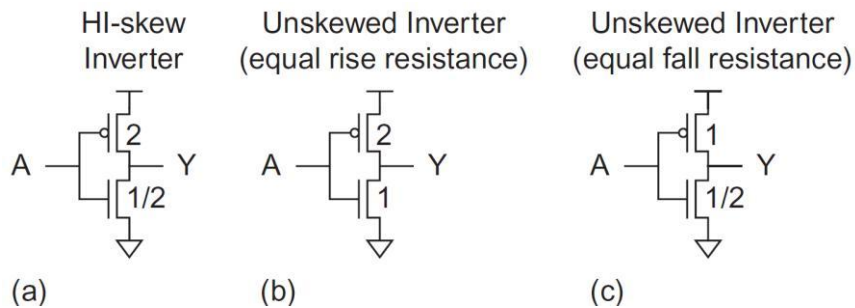 HI-skew
Inverter
Unskewed Inverter
(equal rise resistance)
Unskewed Inverter
(equal fall resistance)
A
2
1/2
Y
A
2
1
Y
A
1
1/2
Y
(a)
(b)
(c)